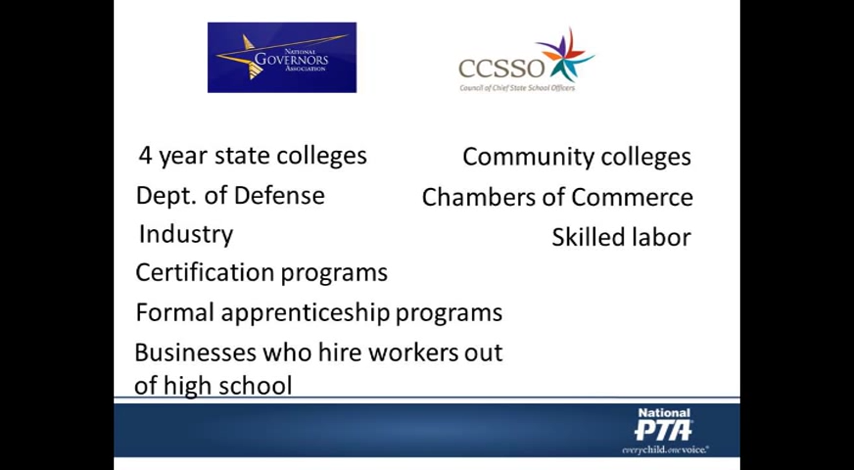 NATIONAL
GOVERNORS
ASSOCIATION
CCSSO
Council of Chief State School Officers
4 year state colleges
Community colleges
Dept. of Defense
Chambers of Commerce
Industry
Skilled labor
Certification programs
Formal apprenticeship programs
Businesses who hire workers out
of high school
National
PTA
everychild.onevoice.®